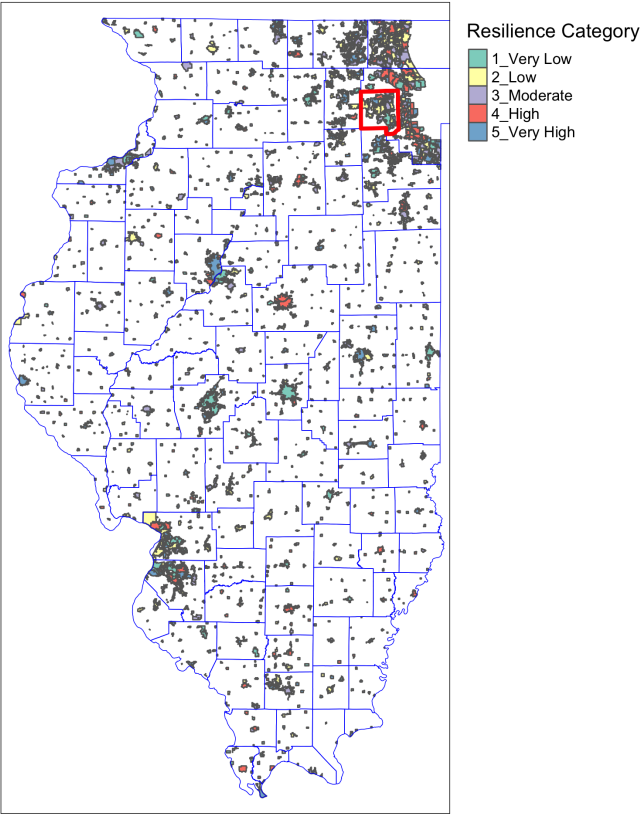 Resilience Category
1_Very Low
2_Low
3_Moderate
4_High
5_Very High